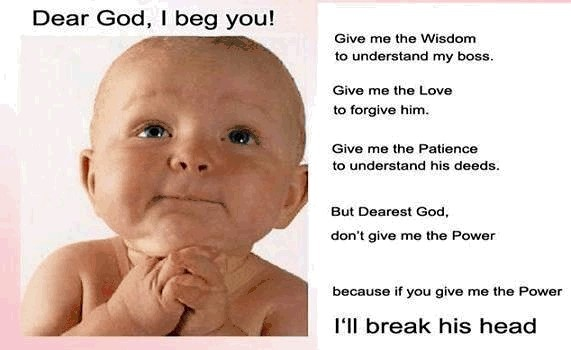 Dear God, I beg you!
Give me the Wisdom
to understand my boss.
Give me the Love
to forgive him.
Give me the Patience
to understand his deeds.
But Dearest God,
don't give me the Power
because if you give me the Power
I'll break his head